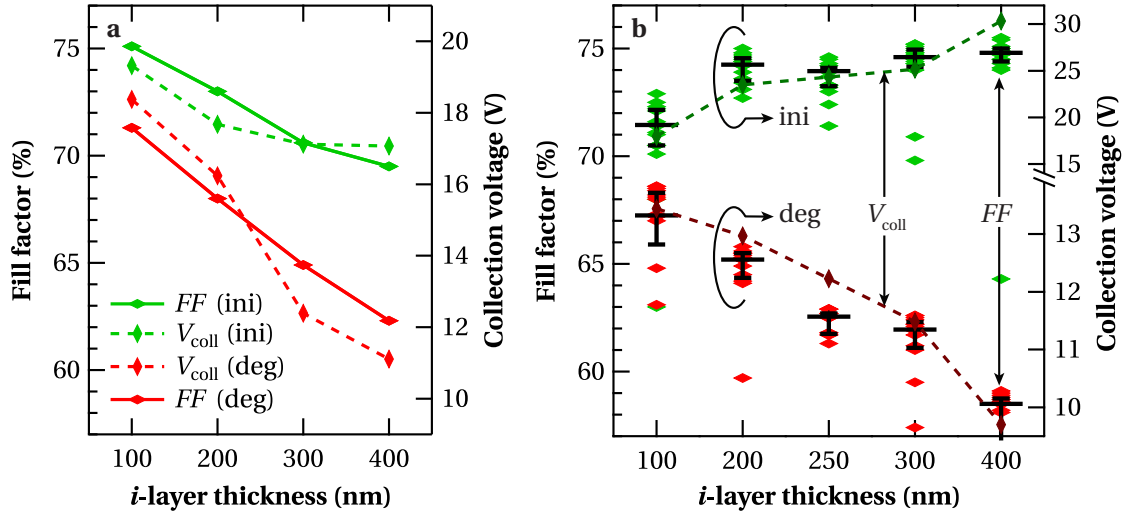 a
75
70
65
60
Fill factor (%)
FF (ini)
Vcoll (ini)
Vcoll (deg)
FF (deg)
20
18
16
14
12
10
Collection voltage (V)
100 200 300 400
i-layer thickness (nm)
b
75
70
65
60
Fill factor (%)
ini
deg
Vcoll
FF
30
25
20
15
13
12
11
10
Collection voltage (V)
100 200 250 300 400
i-layer thickness (nm)